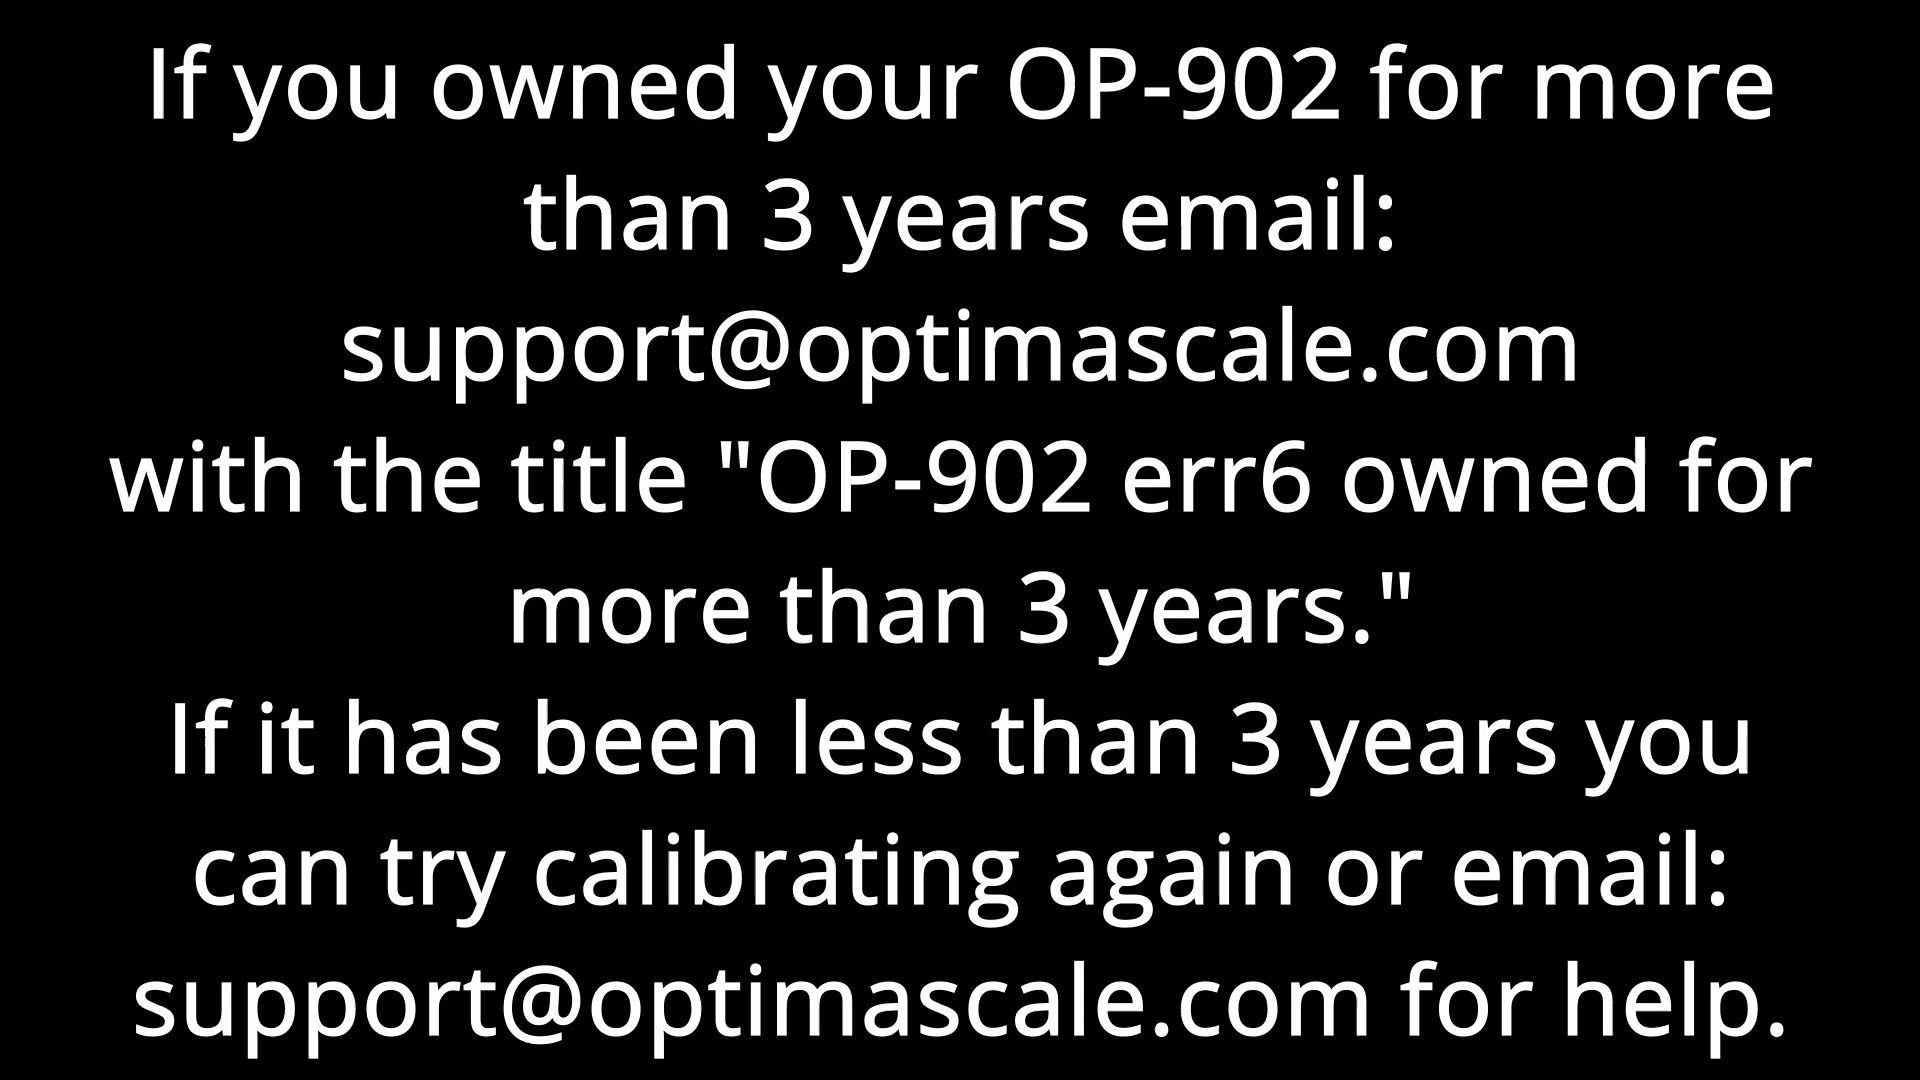 If you owned your OP-902 for more
than 3 years email:
support@optimascale.com
with the title "OP-902 err6 owned for
more than 3 years."
If it has been less than 3 years you
can try calibrating again or email:
support@optimascale.com for help.